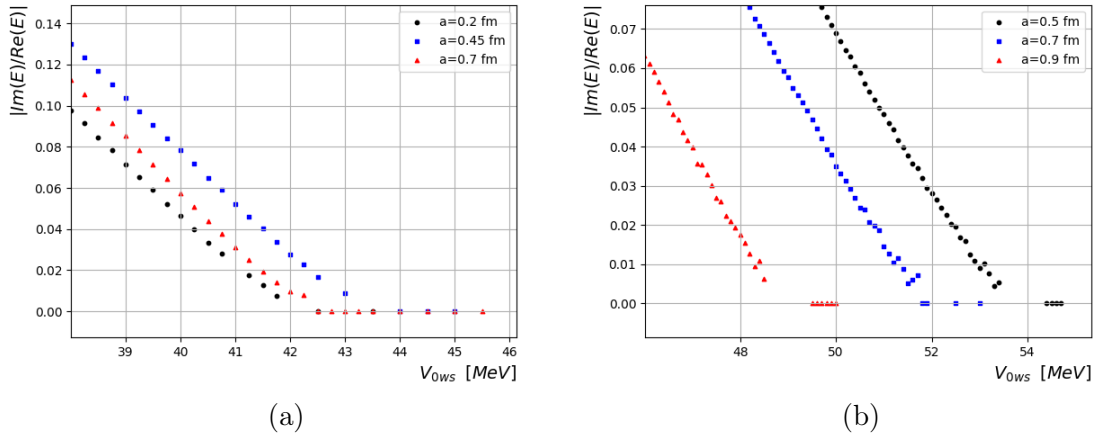 |Im(E)/Re(E)|
0.14
0.12
0.10
0.08
0.06
0.04
0.02
0.00
39 40 41 42 43 44 45 46
V0ws [MeV]
a=0.2 fm
a=0.45 fm
a=0.7 fm
(a)
|Im(E)/Re(E)|
0.07
0.06
0.05
0.04
0.03
0.02
0.01
0.00
48 50 52 54
V0ws [MeV]
a=0.5 fm
a=0.7 fm
a=0.9 fm
(b)